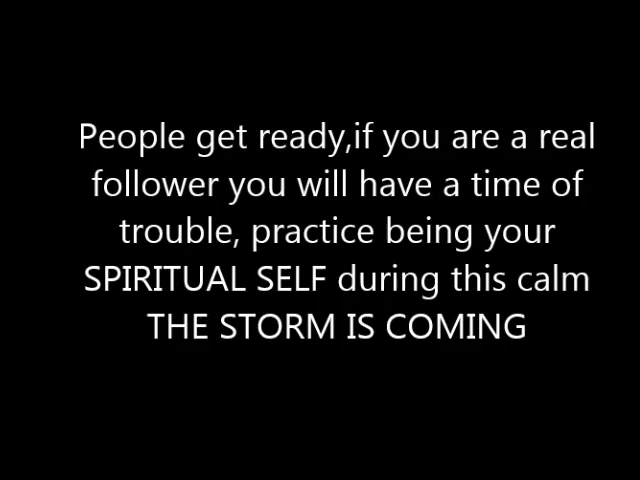 People get ready,if you are a real
follower you will have a time of
trouble, practice being your
SPIRITUAL SELF during this calm
THE STORM IS COMING